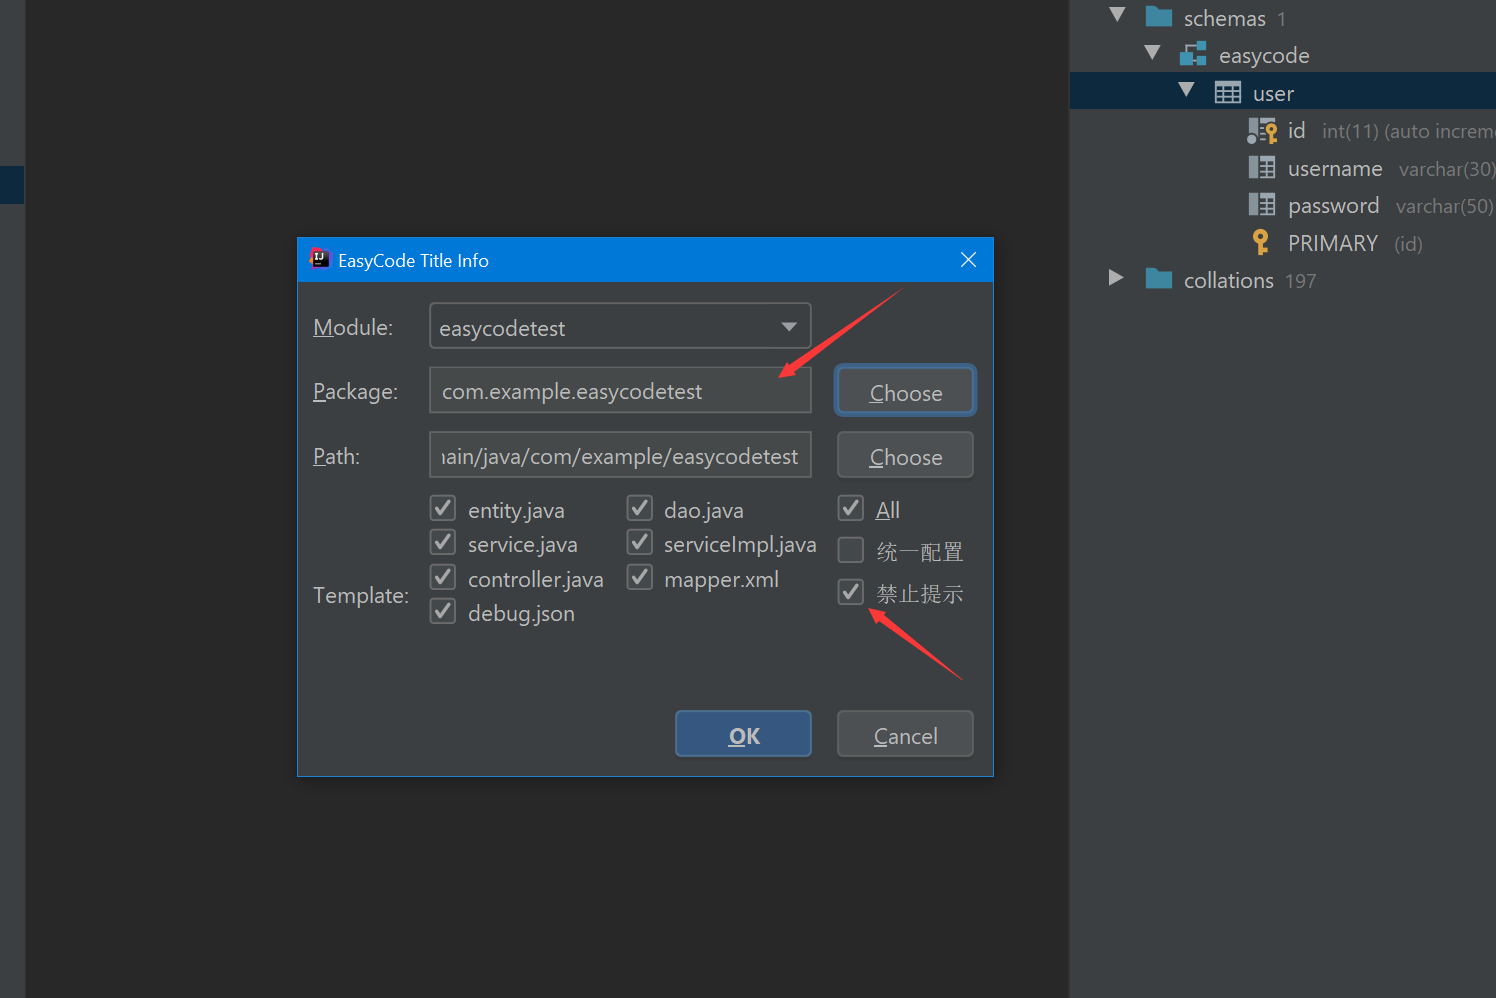 schemas 1
easycode
user
id int(11) (auto increm
username varchar(30)
password varchar(50)
PRIMARY (id)
collations 197
EasyCode Title Info
Module: easycodetest
Package: com.example.easycodetest Choose
Path: ain/java/com/example/easycodetest Choose
Template:
entity.java dao.java All
service.java serviceImpl.java 统一配置
controller.java mapper.xml 禁止提示
debug.json
OK Cancel